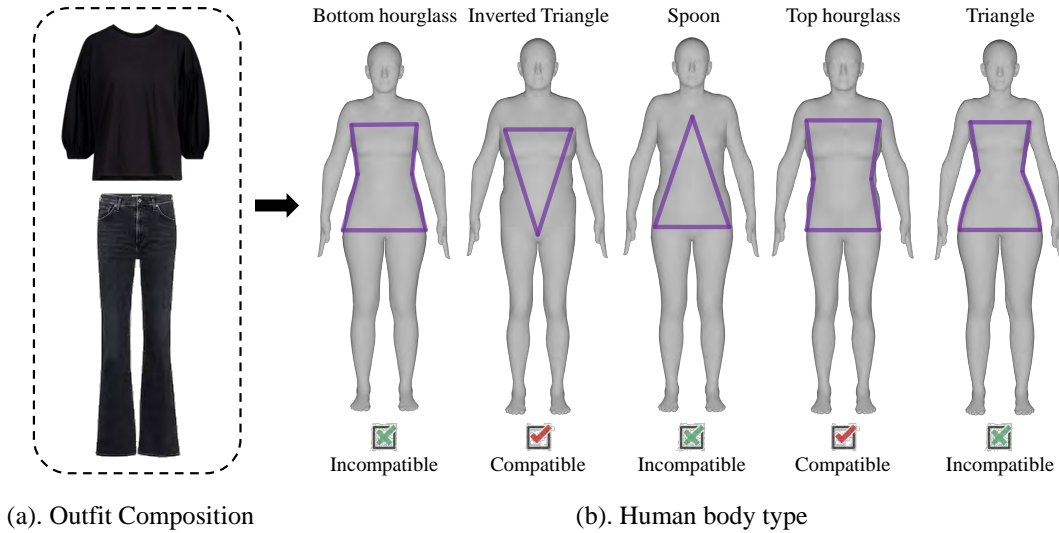 Bottom hourglass Inverted Triangle Spoon Top hourglass Triangle
Incompatible Compatible Incompatible Compatible Incompatible
(a). Outfit Composition (b). Human body type